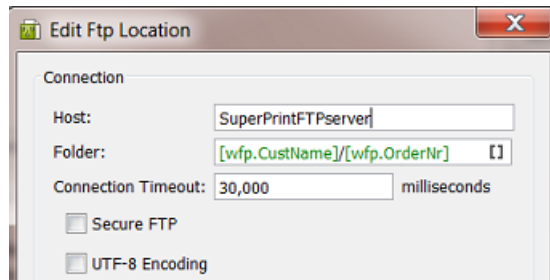 Edit Ftp Location
Connection
Host: SuperPrintFTPserver
Folder: [wfp.CustName]/[wfp.OrderNr] []
Connection Timeout: 30,000 milliseconds
Secure FTP
UTF-8 Encoding